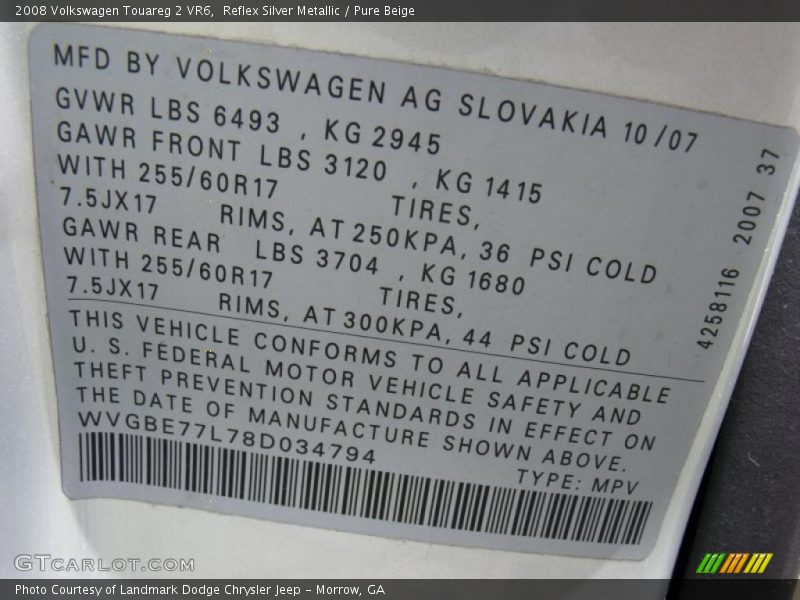 2008 Volkswagen Touareg 2 VR6, Reflex Silver Metallic / Pure Beige
MFD BY VOLKSWAGEN AG SLOVAKIA 10/07
GVWR LBS 6493 , KG 2945
GAWR FRONT LBS 3120 , KG 1415
WITH 255/60R17 TIRES,
7.5JX17 RIMS, AT 250KPA, 36 PSI COLD
GAWR REAR LBS 3704 , KG 1680
WITH 255/60R17 TIRES,
7.5JX17 RIMS, AT 300KPA, 44 PSI COLD
THIS VEHICLE CONFORMS TO ALL APPLICABLE
U. S. FEDERAL MOTOR VEHICLE SAFETY AND
THEFT PREVENTION STANDARDS IN EFFECT ON
THE DATE OF MANUFACTURE SHOWN ABOVE.
WVGBE77L78D034794
TYPE: MPV
4258116 2007 37
GTCARLOT.COM
Photo Courtesy of Landmark Dodge Chrysler Jeep - Morrow, GA